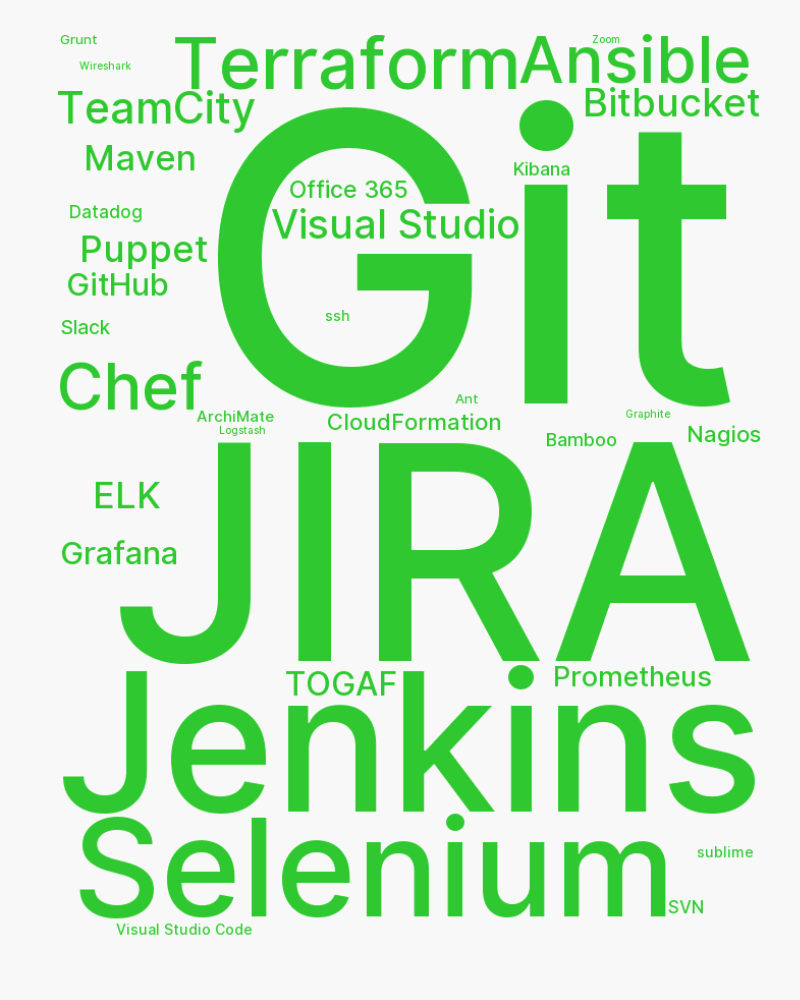 Grunt
Zoom
Terraform
Ansible
Wireshark
TeamCity
Bitbucket
Maven
Kibana
Git
Office 365
Datadog
Visual Studio
Puppet
GitHub
ssh
Slack
Chef
Ant
ArchiMate
Graphite
CloudFormation
Logstash
Nagios
Bamboo
JIRA
ELK
Grafana
TOGAF
Prometheus
Jenkins
Selenium
sublime
SVN
Visual Studio Code